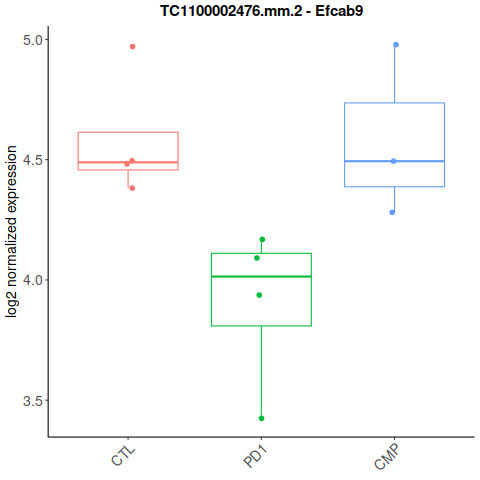 TC1100002476.mm.2 - Efcab9
log2 normalized expression
5.0
4.5
4.0
3.5
CTL
PD1
CMP